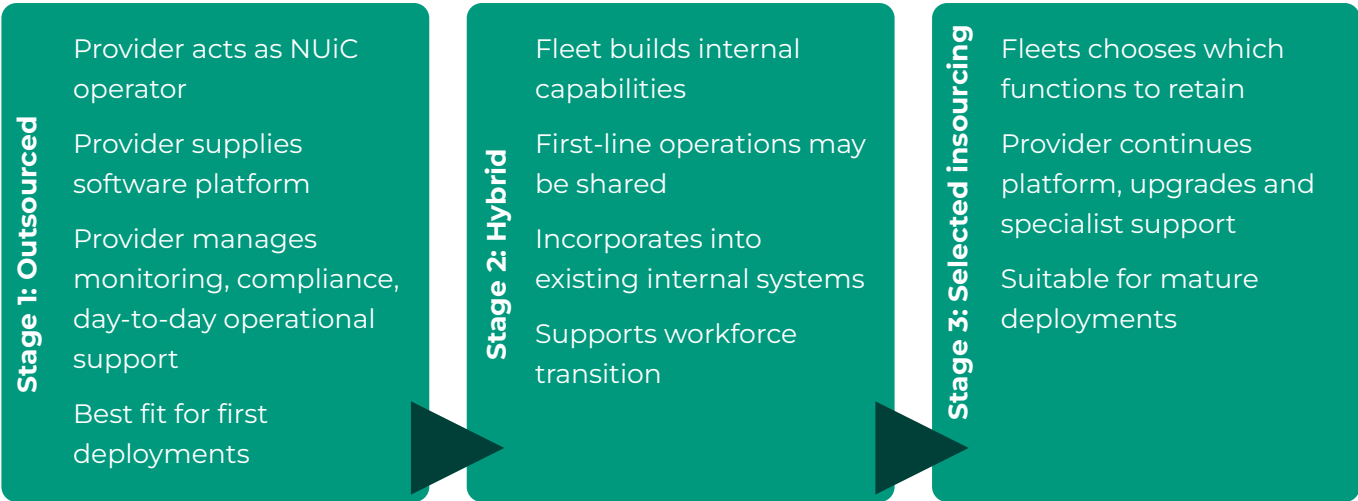 Stage 1: Outsourced
Provider acts as NUiC
operator
Provider supplies
software platform
Provider manages
monitoring, compliance,
day-to-day operational
support
Best fit for first
deployments
Stage 2: Hybrid
Fleet builds internal
capabilities
First-line operations may
be shared
Incorporates into
existing internal systems
Supports workforce
transition
Stage 3: Selected insourcing
Fleets chooses which
functions to retain
Provider continues
platform, upgrades and
specialist support
Suitable for mature
deployments